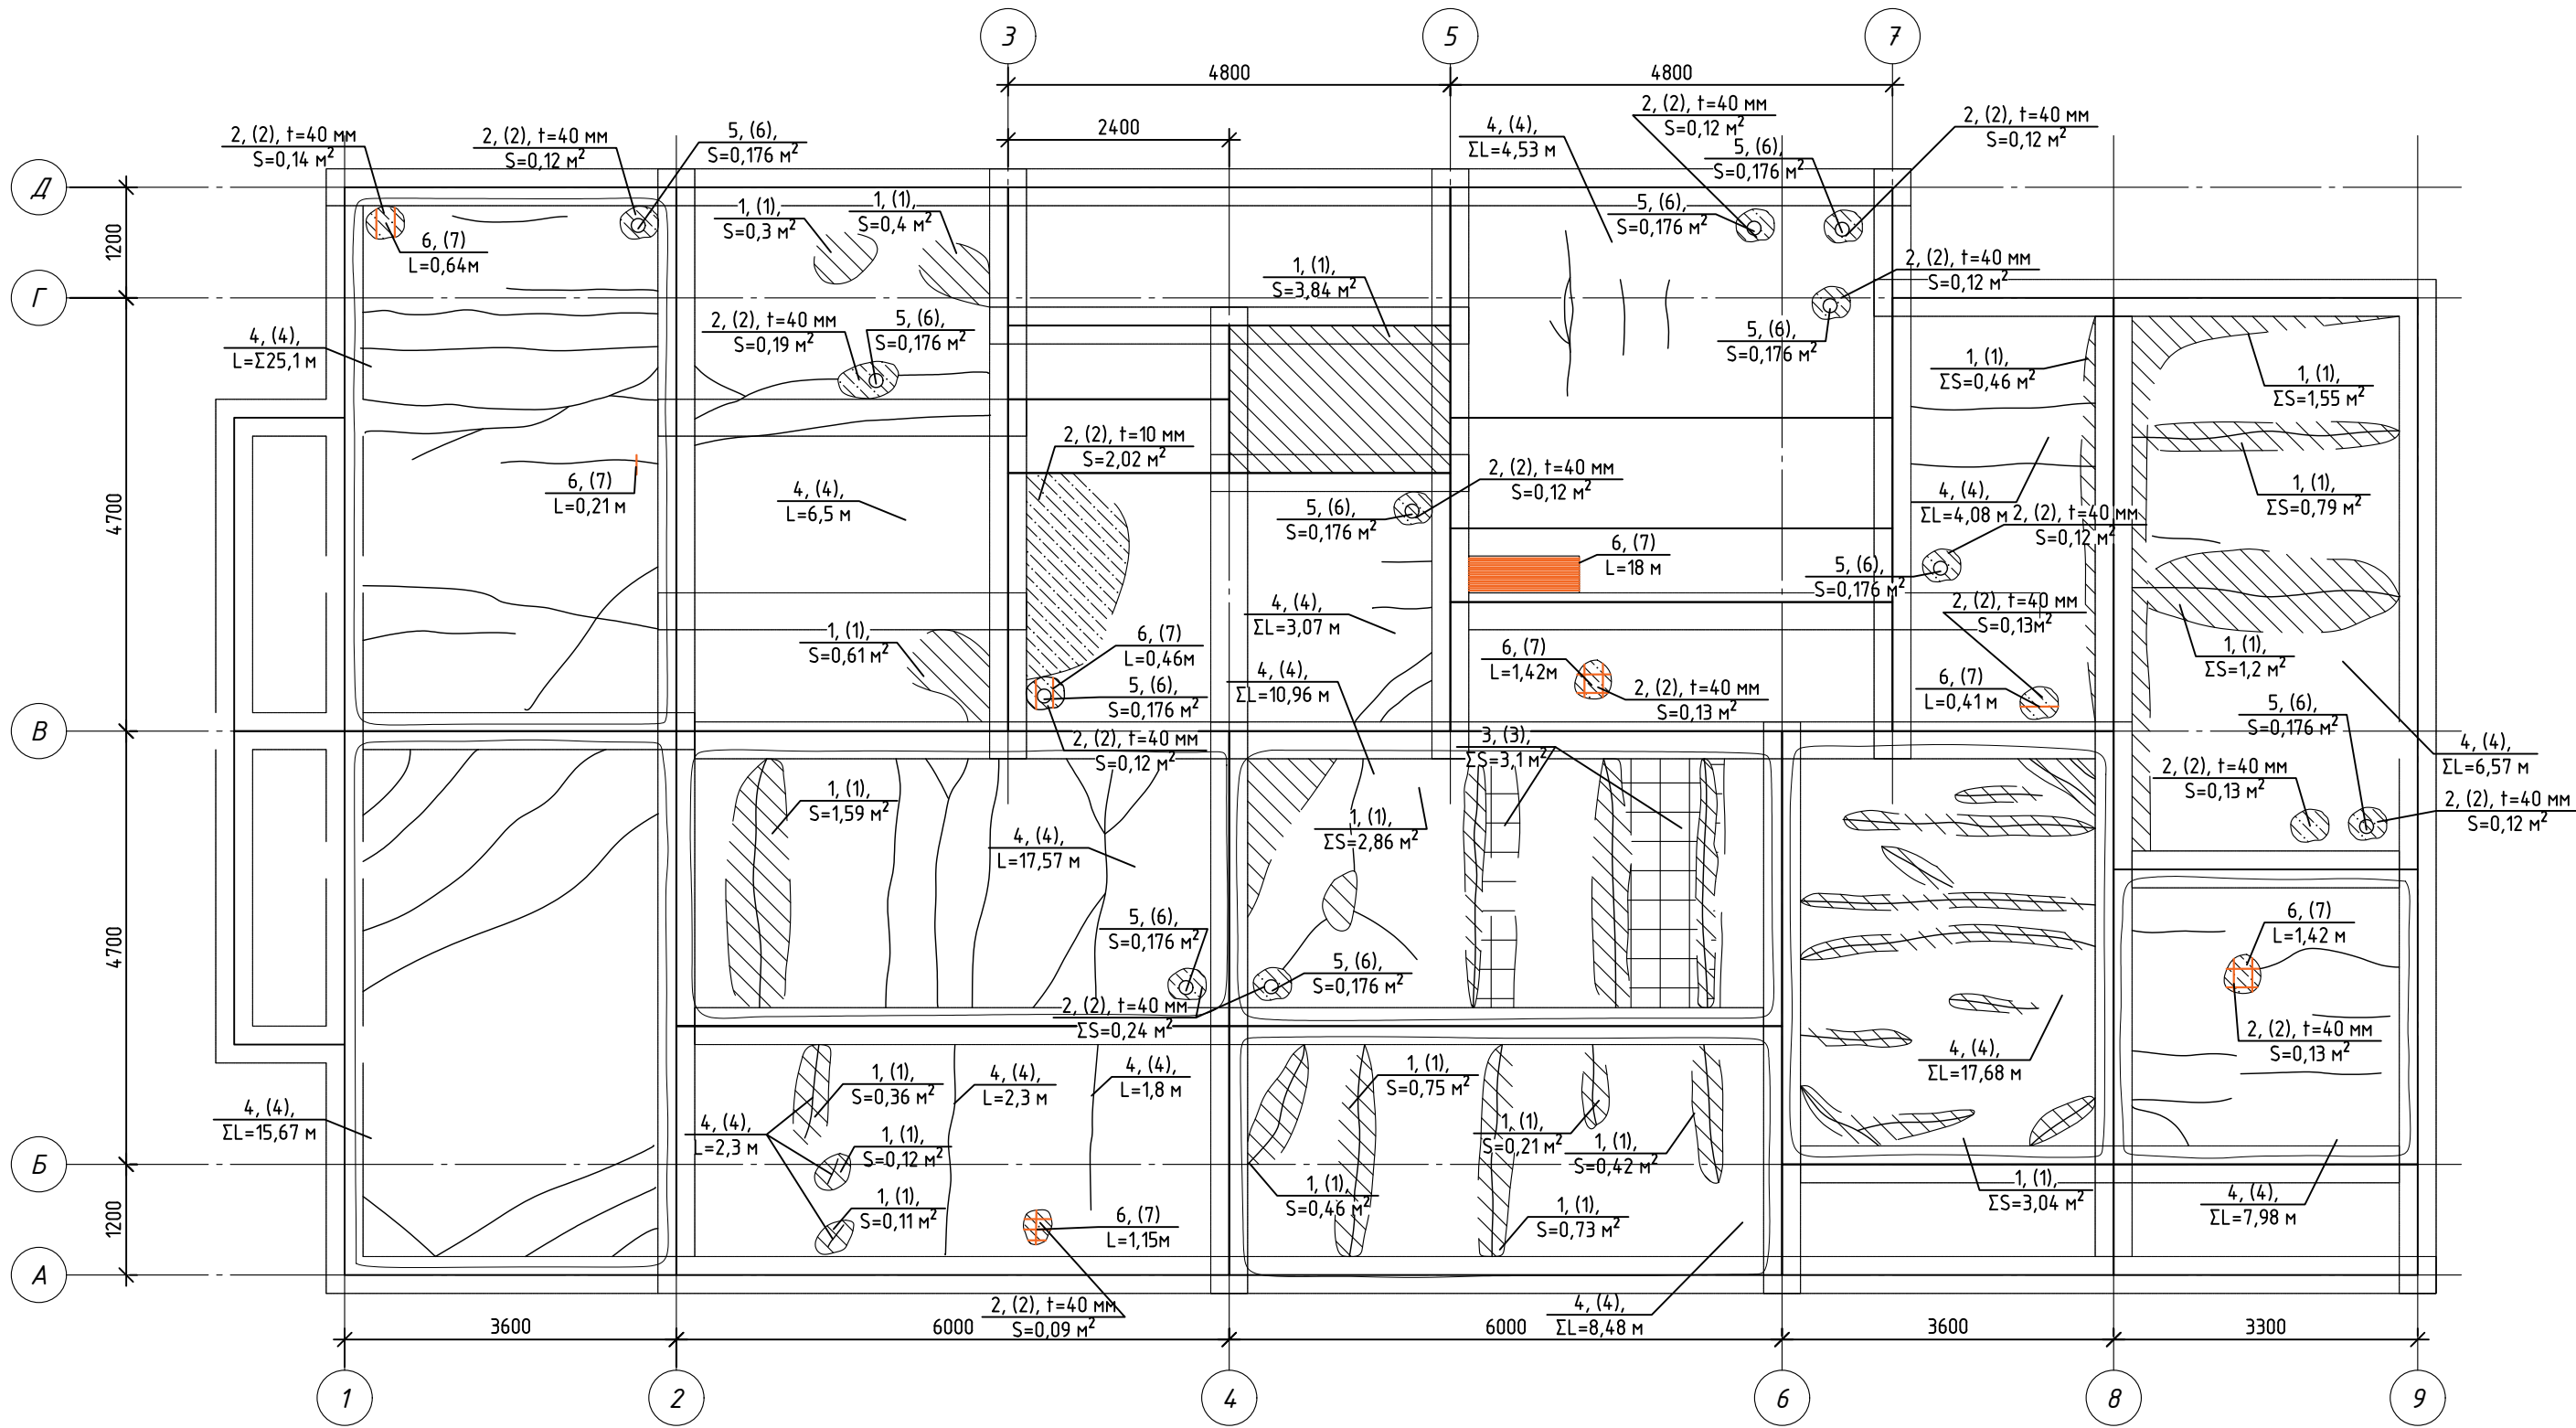 3
5
7
4800
4800
2400
2, (2), t=40 мм
S=0,14 м²
2, (2), t=40 мм
S=0,12 м²
5, (6),
S=0,176 м²
4, (4),
ΣL=4,53 м
2, (2), t=40 мм
S=0,12 м²
5, (6),
S=0,176 м²
2, (2), t=40 мм
S=0,12 м²
Д
1200
Г
6, (7)
L=0,64м
1, (1),
S=0,3 м²
1, (1),
S=0,4 м²
5, (6),
S=0,176 м²
1, (1),
S=3,84 м²
2, (2), t=40 мм
S=0,12 м²
5, (6),
S=0,176 м²
4, (4),
L=Σ25,1 м
2, (2), t=40 мм
S=0,19 м²
5, (6),
S=0,176 м²
1, (1),
ΣS=0,46 м²
1, (1),
ΣS=1,55 м²
2, (2), t=10 мм
S=2,02 м²
4700
6, (7)
L=0,21 м
4, (4),
L=6,5 м
5, (6),
S=0,176 м²
2, (2), t=40 мм
S=0,12 м²
4, (4),
ΣL=4,08 м
2, (2), t=40 мм
S=0,12 м²
1, (1),
ΣS=0,79 м²
6, (7)
L=18 м
5, (6),
S=0,176 м²
4, (4),
ΣL=3,07 м
2, (2), t=40 мм
S=0,13м²
1, (1),
S=0,61 м²
6, (7)
L=0,46м
5, (6),
S=0,176 м²
4, (4),
ΣL=10,96 м
6, (7)
L=1,42м
2, (2), t=40 мм
S=0,13 м²
6, (7)
L=0,41 м
1, (1),
ΣS=1,2 м²
5, (6),
S=0,176 м²
В
2, (2), t=40 мм
S=0,12 м²
3, (3),
ΣS=3,1 м²
4, (4),
ΣL=6,57 м
2, (2), t=40 мм
S=0,13 м²
2, (2), t=40 мм
S=0,12 м²
1, (1),
S=1,59 м²
4, (4),
L=17,57 м
1, (1),
ΣS=2,86 м²
4700
5, (6),
S=0,176 м²
5, (6),
S=0,176 м²
2, (2), t=40 мм
ΣS=0,24 м²
6, (7)
L=1,42 м
2, (2), t=40 мм
S=0,13 м²
4, (4),
ΣL=17,68 м
4, (4),
ΣL=15,67 м
1, (1),
S=0,36 м²
4, (4),
L=2,3 м
4, (4),
L=1,8 м
1, (1),
S=0,75 м²
4, (4),
L=2,3 м
1, (1),
S=0,12 м²
1, (1),
S=0,21 м²
1, (1),
S=0,42 м²
Б
1200
А
1, (1),
S=0,11 м²
6, (7)
L=1,15м
1, (1),
S=0,46 м²
1, (1),
S=0,73 м²
1, (1),
ΣS=3,04 м²
4, (4),
ΣL=7,98 м
2, (2), t=40 мм
S=0,09 м²
4, (4),
ΣL=8,48 м
3600
6000
6000
3600
3300
1
2
4
6
8
9